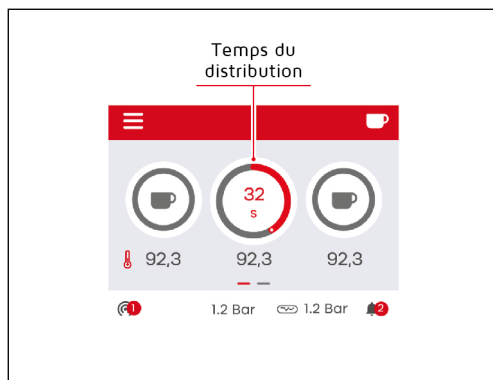 Temps du
distribution
32
s
92,3 92,3 92,3
1 1.2 Bar 1.2 Bar 2